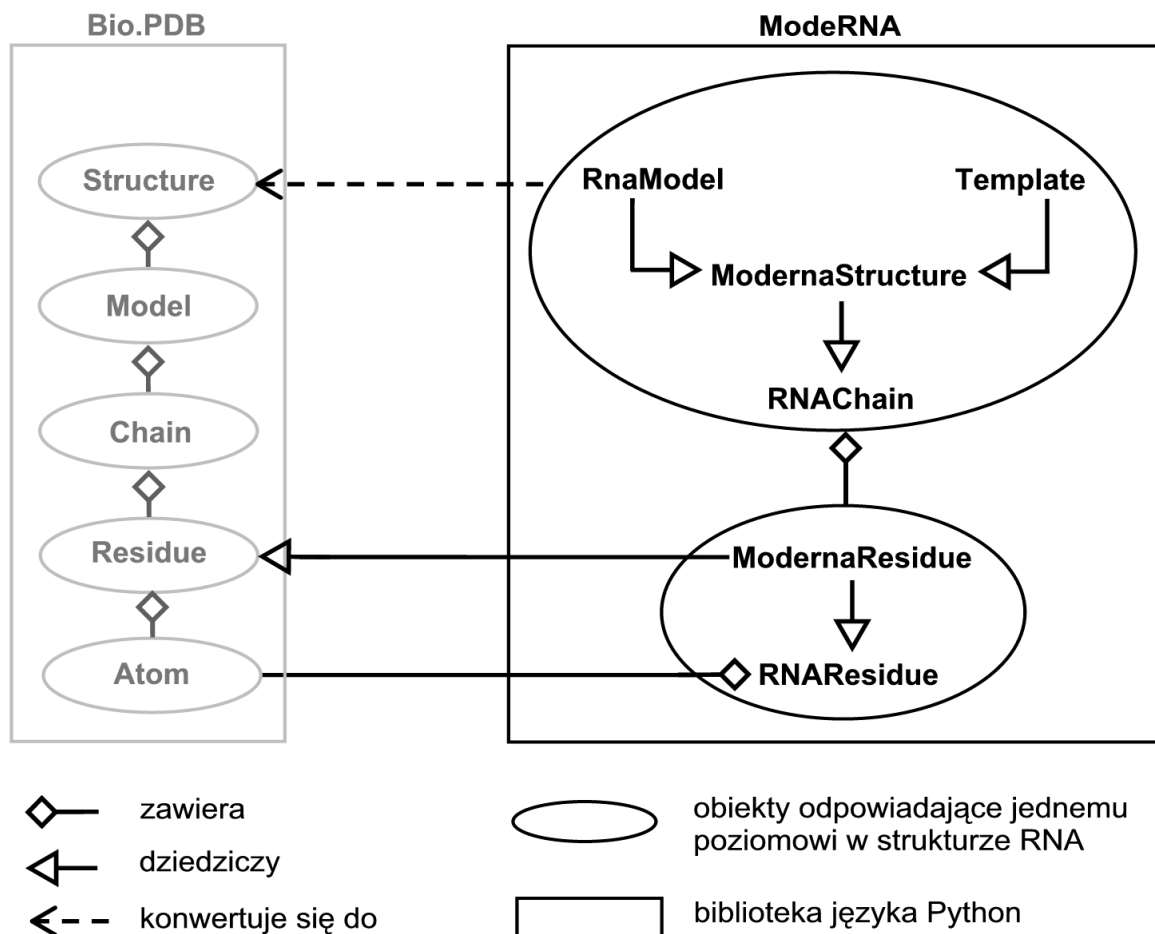 Bio.PDB
Structure
Model
Chain
Residue
Atom
ModeRNA
RnaModel
Template
ModernaStructure
RNAChain
ModernaResidue
RNAResidue
zawiera
dziedziczy
konwertuje się do
obiekty odpowiadające jednemu
poziomowi w strukturze RNA
biblioteka języka Python